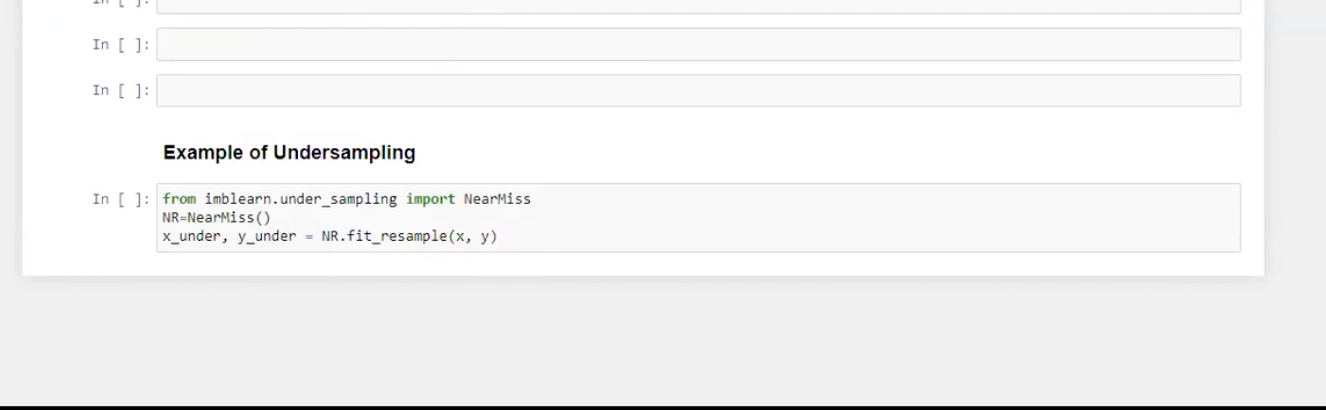 In [ ]:
In [ ]:
In [ ]:
Example of Undersampling
In [ ]: from imblearn.under_sampling import NearMiss
NR=NearMiss()
x_under, y_under = NR.fit_resample(x, y)